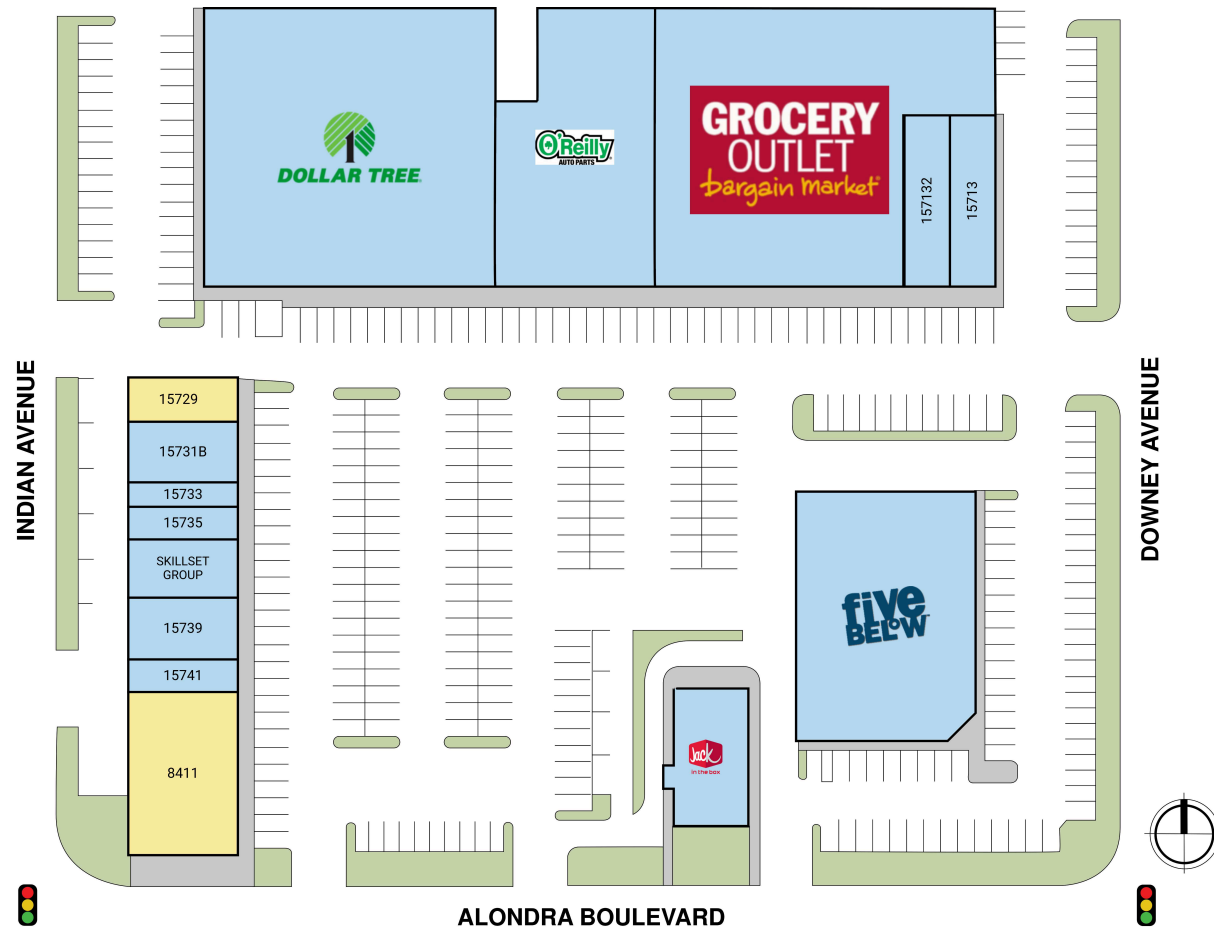 DOLLAR TREE
O'Reilly
AUTO PARTS
GROCERY
OUTLET
bargain market
157132
15713
INDIAN AVENUE
DOWNEY AVENUE
15729
15731B
15733
15735
SKILLSET
GROUP
15739
15741
8411
five
BELOW
Jack
in the box
ALONDRA BOULEVARD